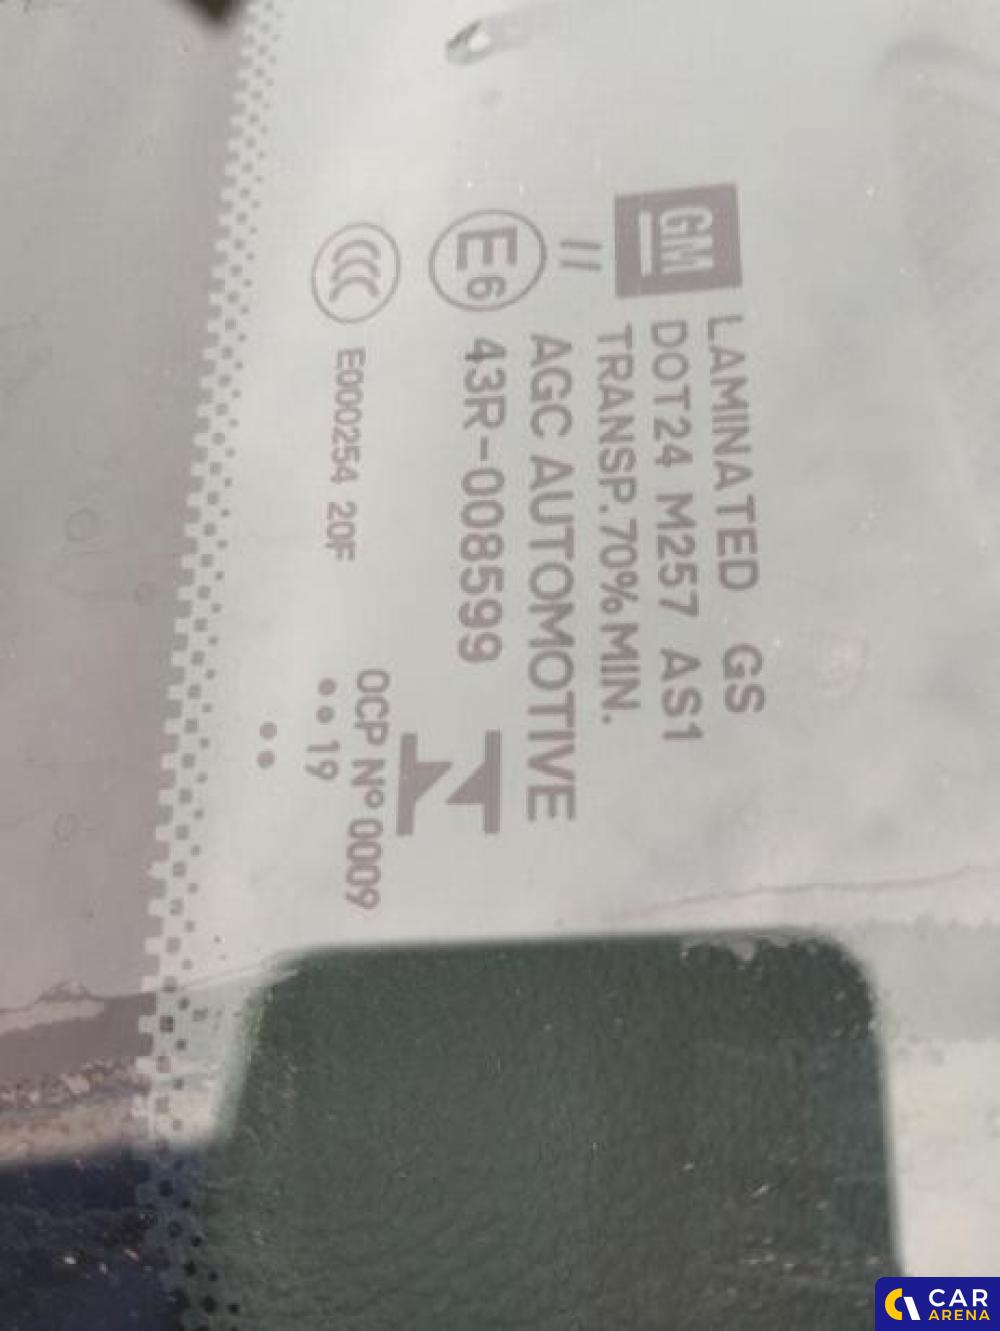 GM
LAMINATED GS
DOT24 M257 AS1
TRANSP.70%MIN.
// AGC AUTOMOTIVE
E6 43R-008599
CCC E000254 20F
OCP Nº 0009
•• 19
••
CAR
ARENA